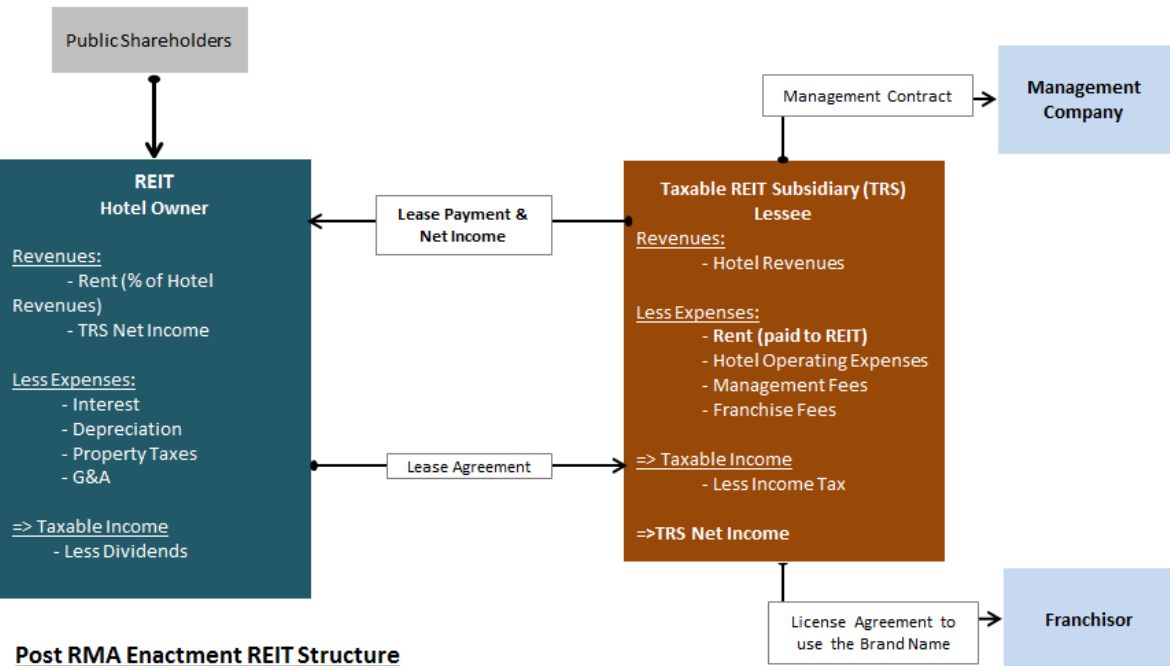 Public Shareholders
Management Contract
Management
Company
REIT
Hotel Owner
Revenues:
- Rent (% of Hotel
Revenues)
- TRS Net Income
Less Expenses:
- Interest
- Depreciation
- Property Taxes
- G&A
=> Taxable Income
- Less Dividends
Lease Payment &
Net Income
Lease Agreement
Taxable REIT Subsidiary (TRS)
Lessee
Revenues:
- Hotel Revenues
Less Expenses:
- Rent (paid to REIT)
- Hotel Operating Expenses
- Management Fees
- Franchise Fees
=> Taxable Income
- Less Income Tax
=>TRS Net Income
License Agreement to
use the Brand Name
Franchisor
Post RMA Enactment REIT Structure